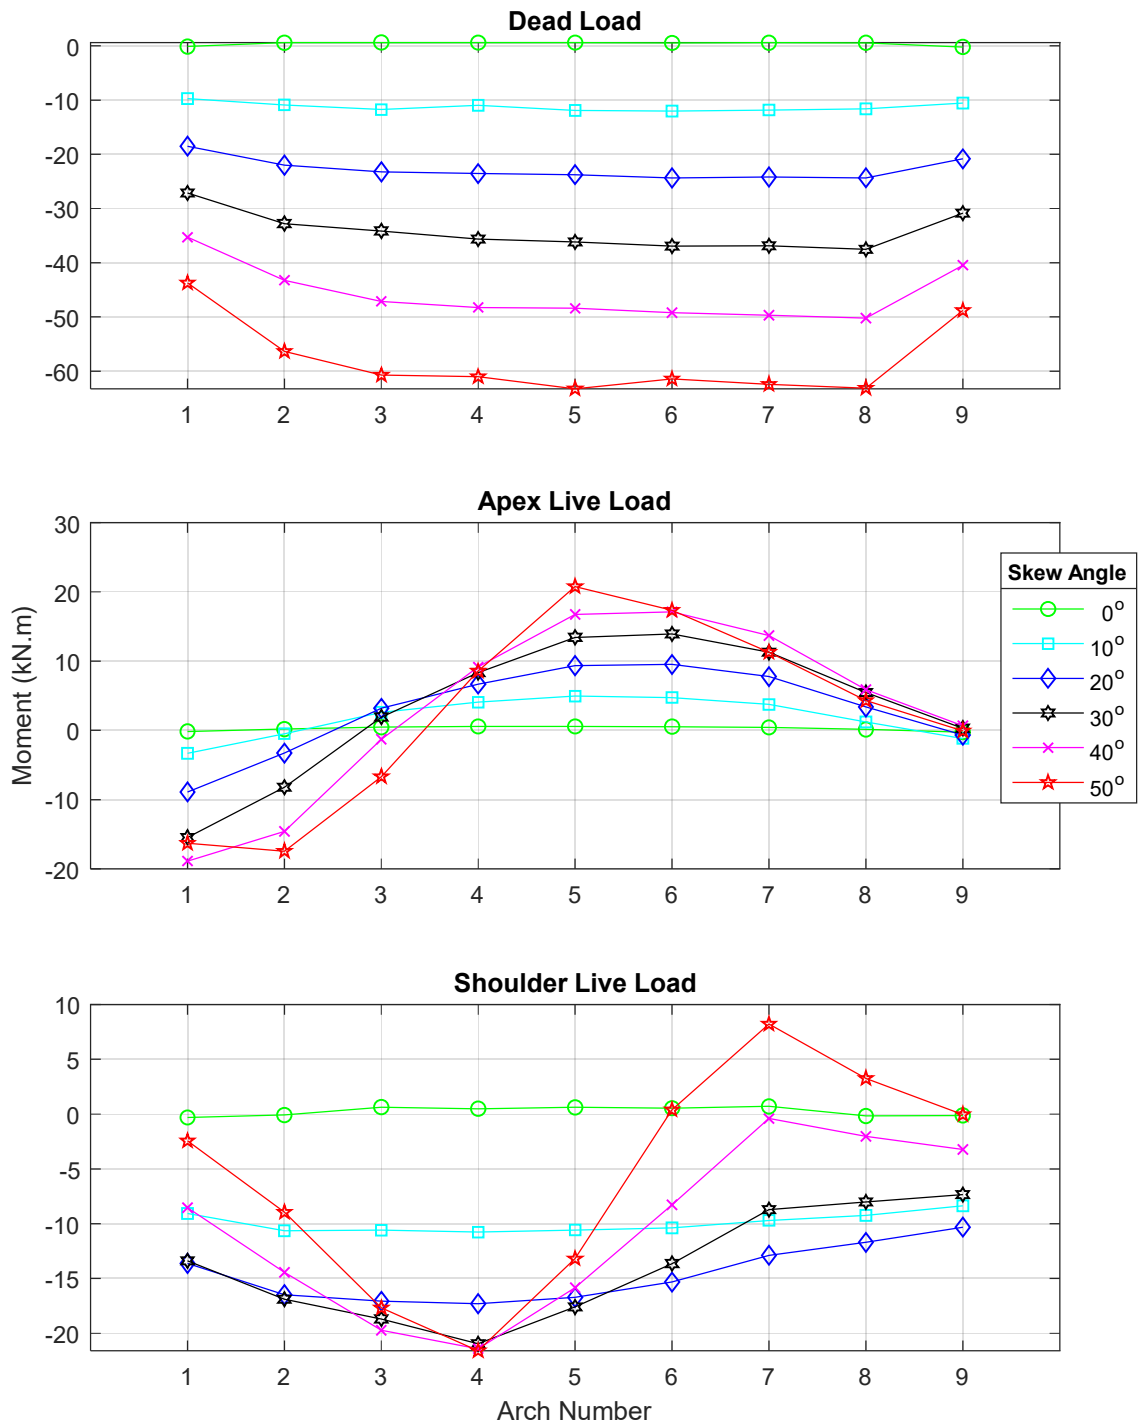 Dead Load
0
-10
-20
-30
-40
-50
-60
1 2 3 4 5 6 7 8 9
Apex Live Load
30
20
10
0
-10
-20
1 2 3 4 5 6 7 8 9
Moment (kN.m)
Skew Angle
0°
10°
20°
30°
40°
50°
Shoulder Live Load
10
5
0
-5
-10
-15
-20
1 2 3 4 5 6 7 8 9
Arch Number